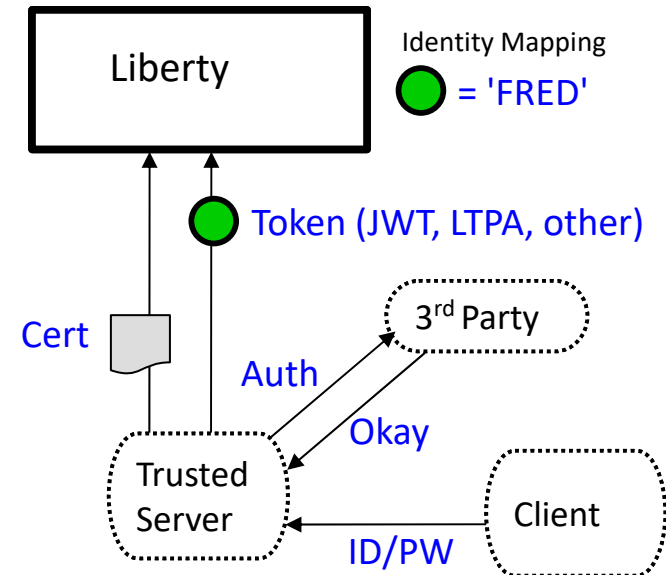 Liberty
Identity Mapping
= 'FRED'
Token (JWT, LTPA, other)
Cert
3rd Party
Auth
Okay
Trusted
Server
Client
ID/PW